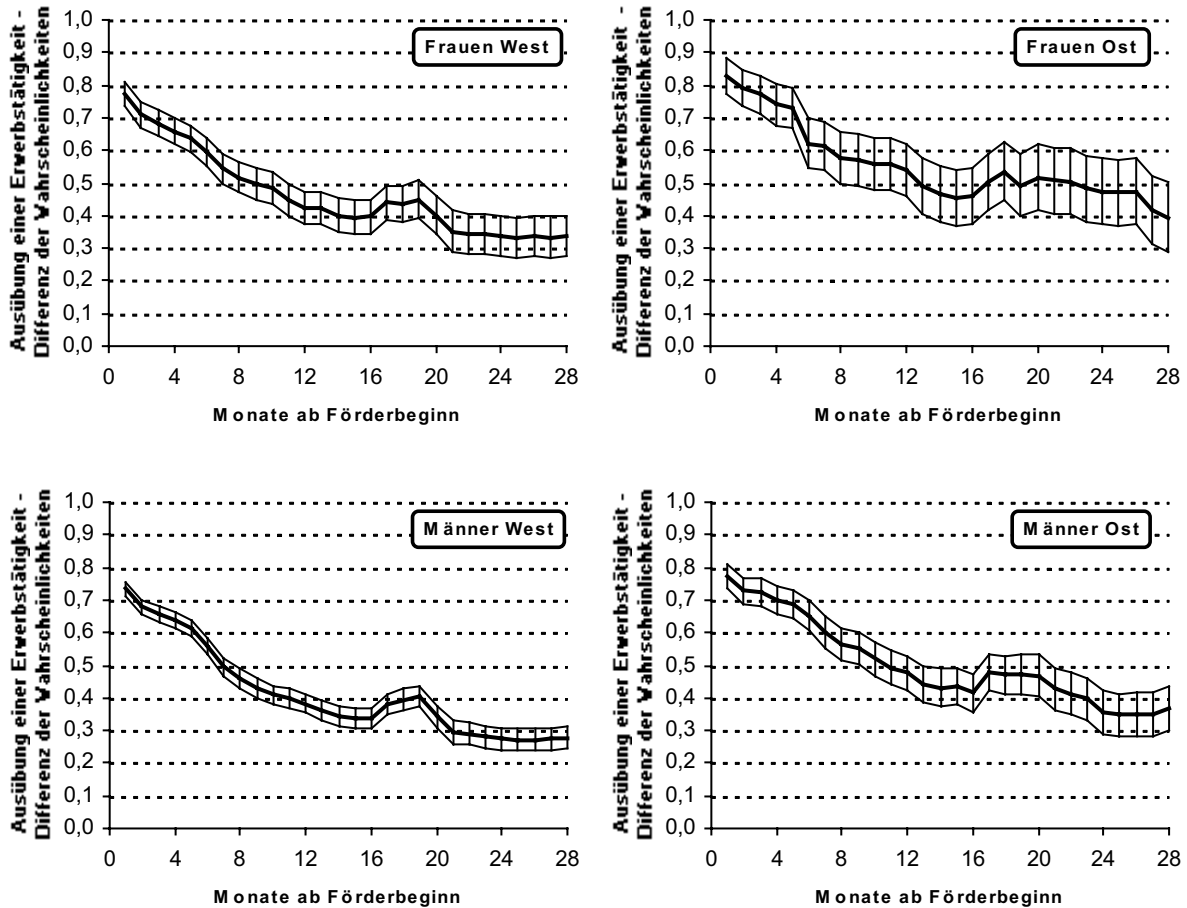 Ausübung einer Erwerbstätigkeit -
Differenz der Wahrscheinlichkeiten
1,0
0,9
0,8
0,7
0,6
0,5
0,4
0,3
0,2
0,1
0,0
Frauen West
0 4 8 12 16 20 24 28
Monate ab Förderbeginn
Ausübung einer Erwerbstätigkeit -
Differenz der Wahrscheinlichkeiten
1,0
0,9
0,8
0,7
0,6
0,5
0,4
0,3
0,2
0,1
0,0
Frauen Ost
0 4 8 12 16 20 24 28
Monate ab Förderbeginn
Ausübung einer Erwerbstätigkeit -
Differenz der Wahrscheinlichkeiten
1,0
0,9
0,8
0,7
0,6
0,5
0,4
0,3
0,2
0,1
0,0
Männer West
0 4 8 12 16 20 24 28
Monate ab Förderbeginn
Ausübung einer Erwerbstätigkeit -
Differenz der Wahrscheinlichkeiten
1,0
0,9
0,8
0,7
0,6
0,5
0,4
0,3
0,2
0,1
0,0
Männer Ost
0 4 8 12 16 20 24 28
Monate ab Förderbeginn